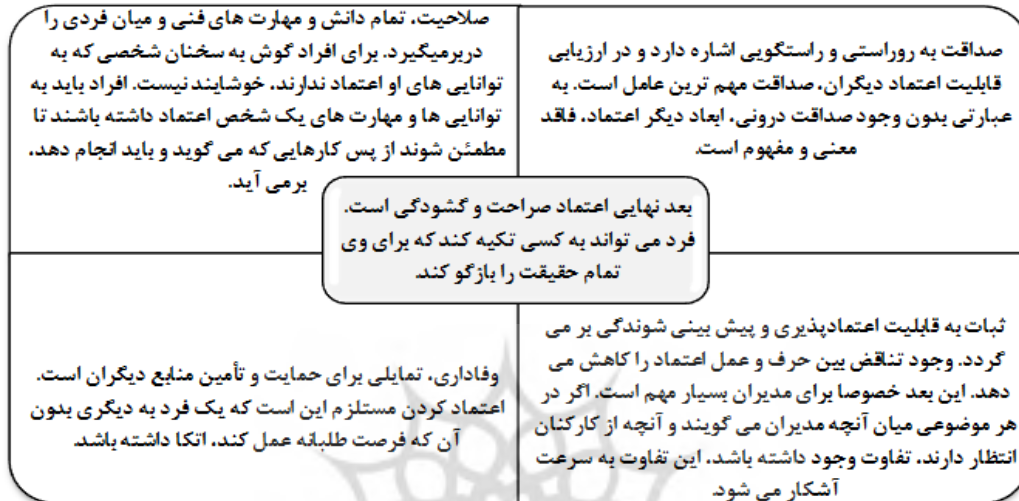 صداقت به روراستی و راستگویی اشاره دارد و در ارزیابی
قابلیت اعتماد دیگران، صداقت مهم ترین عامل است. به
عبارتی بدون وجود صداقت درونی، ابعاد دیگر اعتماد، فاقد
معنی و مفهوم است.
صلاحیت، تمام دانش و مهارت های فنی و میان فردی را
دربرمیگیرد. برای افراد گوش به سخنان شخصی که به
توانایی های او اعتماد ندارند، خوشایند نیست. افراد باید به
توانایی ها و مهارت های یک شخص اعتماد داشته باشند تا
مطمئن شوند از پس کارهایی که می گوید و باید انجام دهد،
برمی آید.
بعد نهایی اعتماد صراحت و گشودگی است.
فرد می تواند به کسی تکیه کند که برای وی
تمام حقیقت را بازگو کند.
ثبات به قابلیت اعتمادپذیری و پیش بینی شوندگی بر می
گردد. وجود تناقض بین حرف و عمل اعتماد را کاهش می
دهد. این بعد خصوصا برای مدیران بسیار مهم است. اگر در
هر موضوعی میان آنچه مدیران می گویند و آنچه از کارکنان
انتظار دارند، تفاوت وجود داشته باشد، این تفاوت به سرعت
آشکار می شود.
وفاداری، تمایلی برای حمایت و تأمین منابع دیگران است.
اعتماد کردن مستلزم این است که یک فرد به دیگری بدون
آن که فرصت طلبانه عمل کند، اتکا داشته باشد.